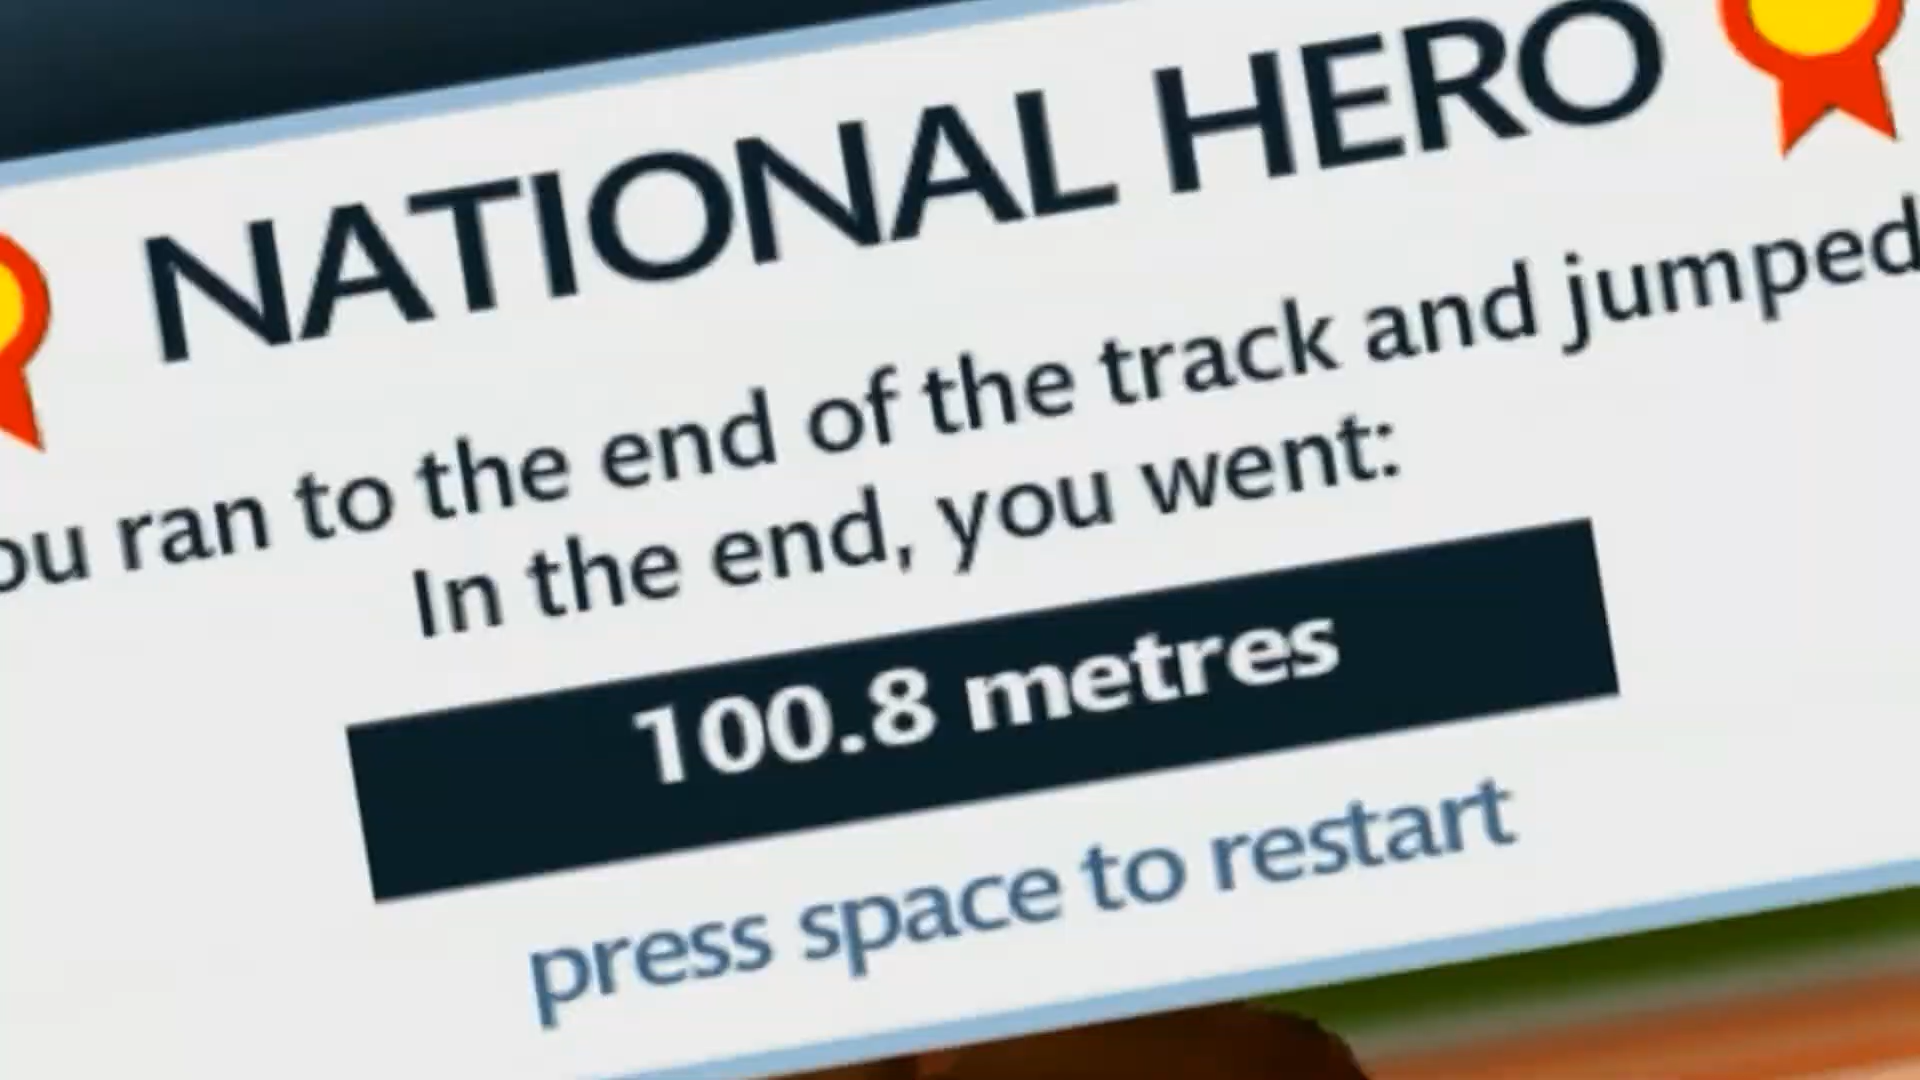 NATIONAL HERO
ou ran to the end of the track and jumped
In the end, you went:
100.8 metres
press space to restart